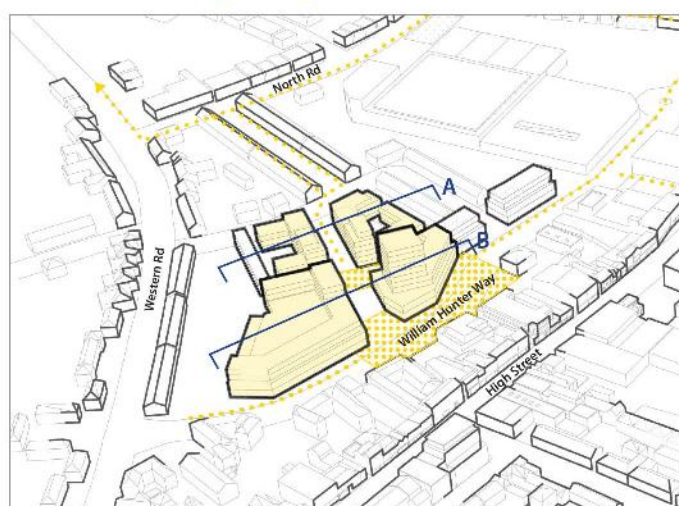 North Rd
A
B
Western Rd
William Hunter Way
High Street